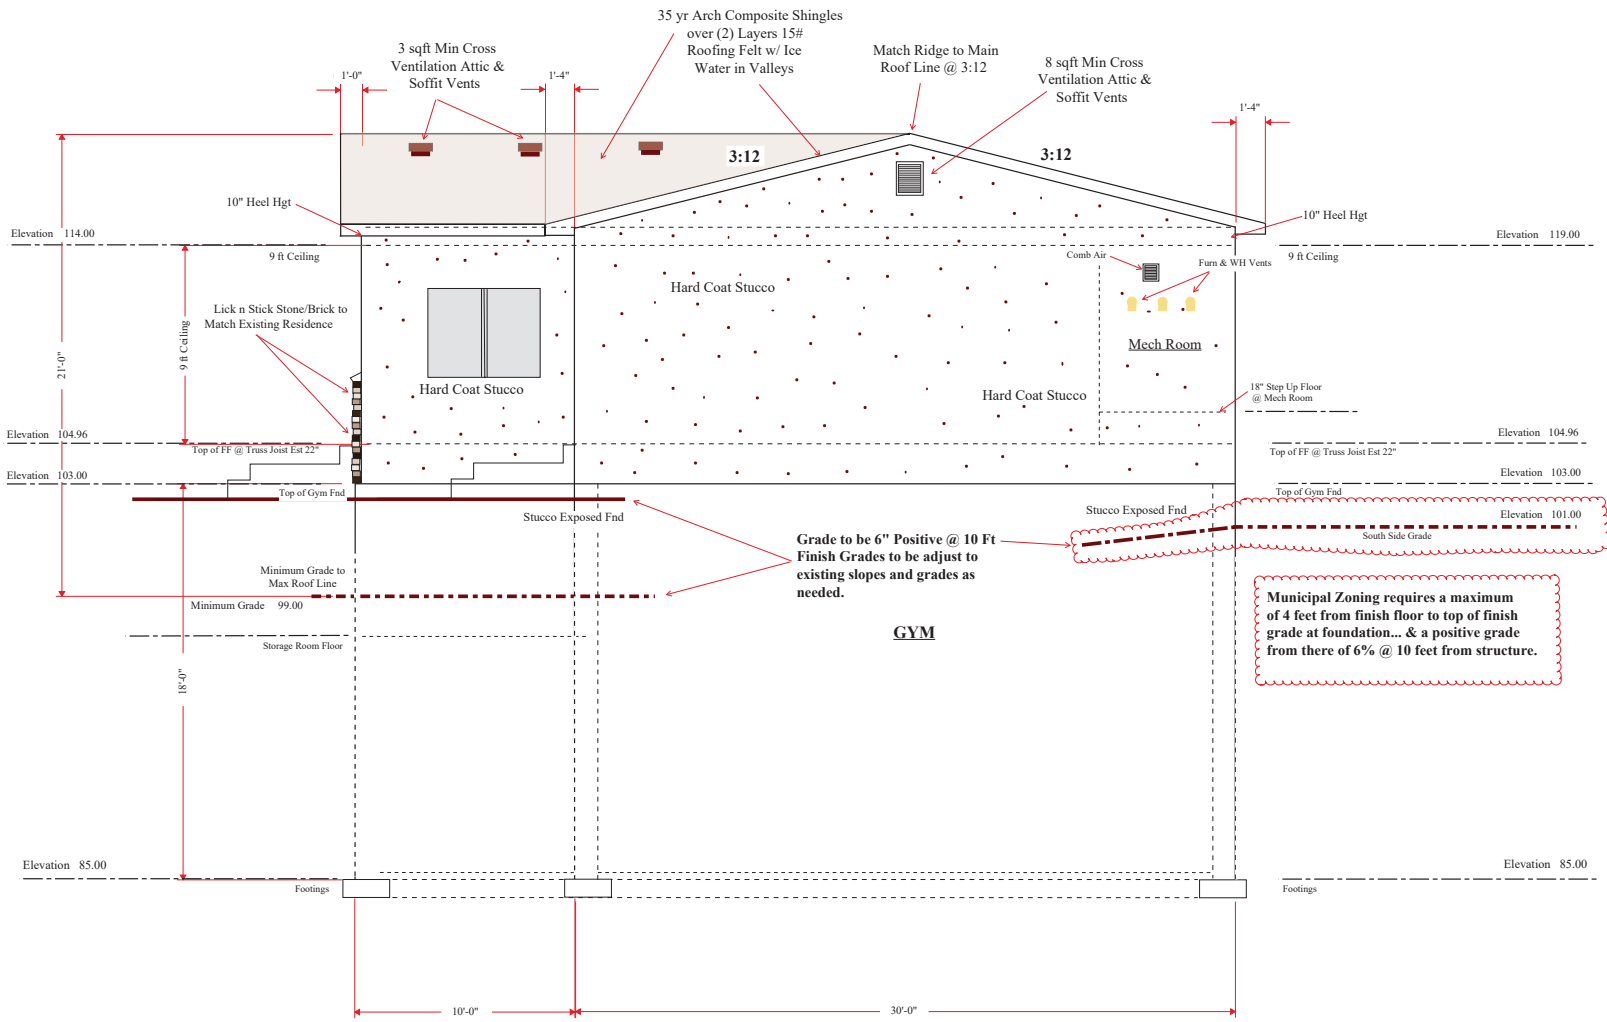 35 yr Arch Composite Shingles
over (2) Layers 15#
Roofing Felt w/ Ice
Water in Valleys
3 sqft Min Cross
Ventilation Attic &
Soffit Vents
Match Ridge to Main
Roof Line @ 3:12
8 sqft Min Cross
Ventilation Attic &
Soffit Vents
1'-0"
1'-4"
1'-4"
3:12
3:12
10" Heel Hgt
10" Heel Hgt
Elevation 114.00
Elevation 119.00
9 ft Ceiling
9 ft Ceiling
Comb Air
Furn & WH Vents
Hard Coat Stucco
Lick n Stick Stone/Brick to
Match Existing Residence
9 ft Ceiling
21'-0"
Mech Room
Hard Coat Stucco
Hard Coat Stucco
18" Step Up Floor
@ Mech Room
Elevation 104.96
Elevation 104.96
Top of FF @ Truss Joist Est 22"
Top of FF @ Truss Joist Est 22"
Elevation 103.00
Elevation 103.00
Top of Gym Fnd
Top of Gym Fnd
Stucco Exposed Fnd
Stucco Exposed Fnd
Elevation 101.00
South Side Grade
Grade to be 6" Positive @ 10 Ft
Finish Grades to be adjust to
existing slopes and grades as
needed.
Minimum Grade to
Max Roof Line
Minimum Grade 99.00
Municipal Zoning requires a maximum
of 4 feet from finish floor to top of finish
grade at foundation... & a positive grade
from there of 6% @ 10 feet from structure.
GYM
Storage Room Floor
18'-0"
Elevation 85.00
Elevation 85.00
Footings
Footings
10'-0"
30'-0"